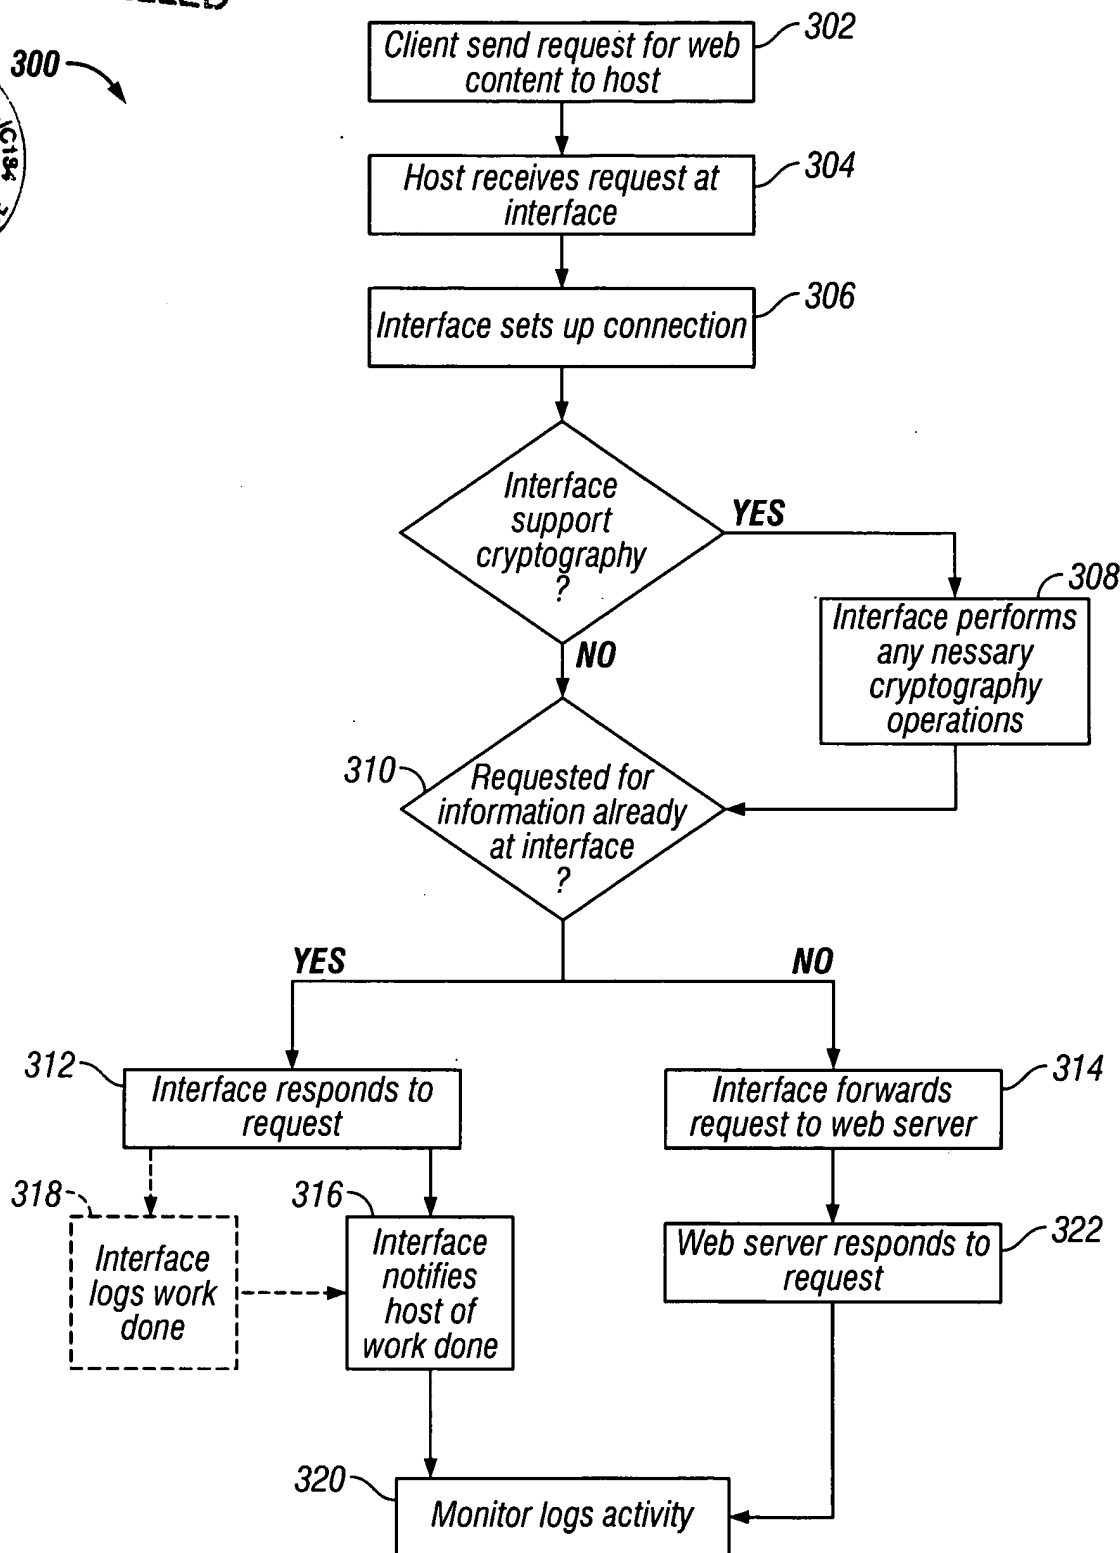 300
302
Client send request for web
content to host
304
Host receives request at
interface
306
Interface sets up connection
Interface
support
cryptography
?
YES
NO
308
Interface performs
any nessary
cryptography
operations
310
Requested for
information already
at interface
?
YES
NO
312
Interface responds to
request
314
Interface forwards
request to web server
318
Interface
logs work
done
316
Interface
notifies
host of
work done
322
Web server responds to
request
320
Monitor logs activity